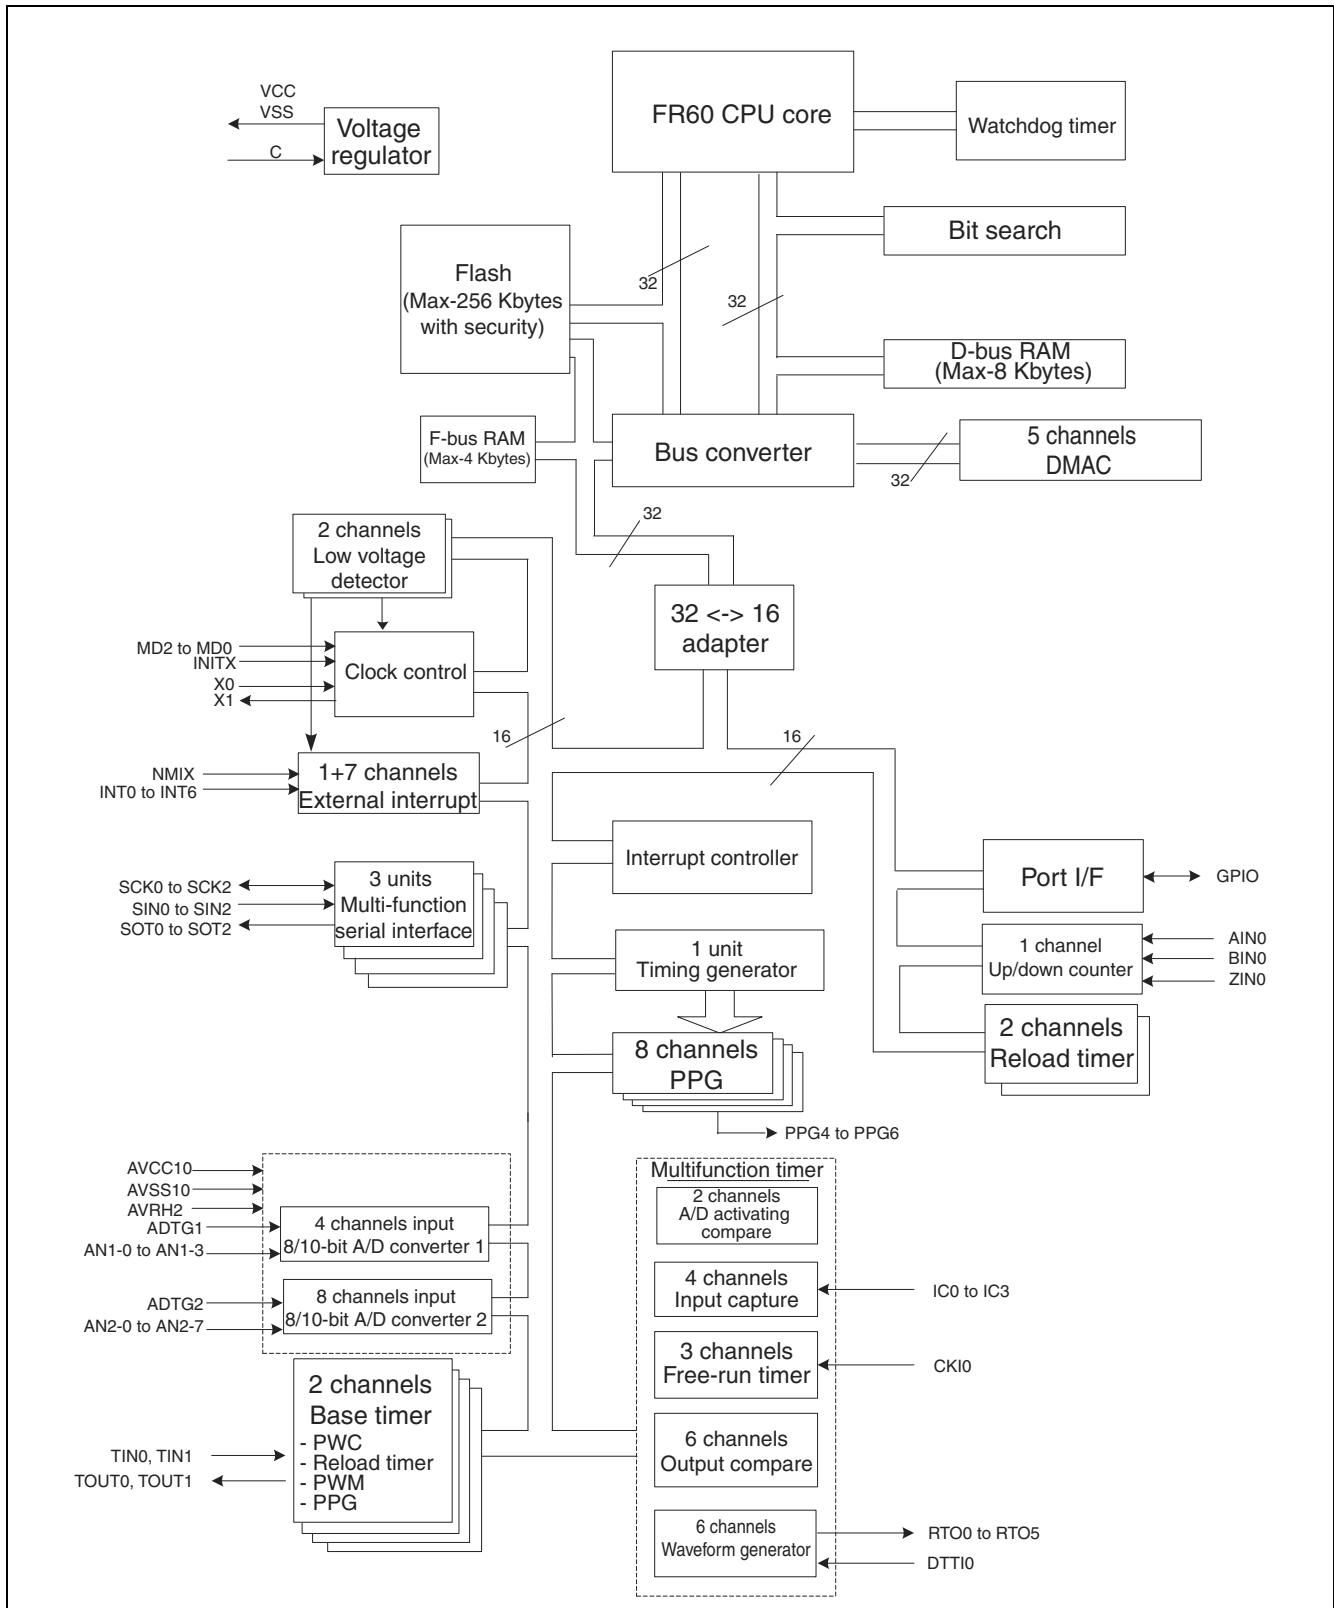 FR60 CPU core
Watchdog timer
VCC
VSS
C
Voltage
regulator
Bit search
Flash
(Max-256 Kbytes
with security)
32
32
D-bus RAM
(Max-8 Kbytes)
F-bus RAM
(Max-4 Kbytes)
Bus converter
32
5 channels
DMAC
32
2 channels
Low voltage
detector
32 <-> 16
adapter
MD2 to MD0
INITX
X0
X1
Clock control
16
16
NMIX
INT0 to INT6
1+7 channels
External interrupt
Interrupt controller
Port I/F
GPIO
SCK0 to SCK2
SIN0 to SIN2
SOT0 to SOT2
3 units
Multi-function
serial interface
1 unit
Timing generator
1 channel
Up/down counter
AIN0
BIN0
ZIN0
8 channels
PPG
2 channels
Reload timer
PPG4 to PPG6
AVCC10
AVSS10
AVRH2
ADTG1
AN1-0 to AN1-3
4 channels input
8/10-bit A/D converter 1
ADTG2
AN2-0 to AN2-7
8 channels input
8/10-bit A/D converter 2
Multifunction timer
2 channels
A/D activating
compare
4 channels
Input capture
IC0 to IC3
3 channels
Free-run timer
CKI0
2 channels
Base timer
- PWC
- Reload timer
- PWM
- PPG
TIN0, TIN1
TOUT0, TOUT1
6 channels
Output compare
6 channels
Waveform generator
RTO0 to RTO5
DTTI0